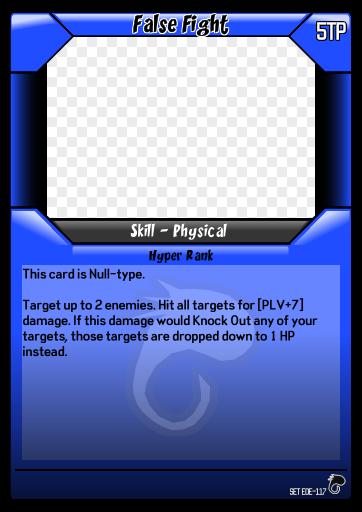 False Fight
5TP
Skill - Physical
Hyper Rank
This card is Null-type.
Target up to 2 enemies. Hit all targets for [PLV+7]
damage. If this damage would Knock Out any of your
targets, those targets are dropped down to 1 HP
instead.
SET EOE-117